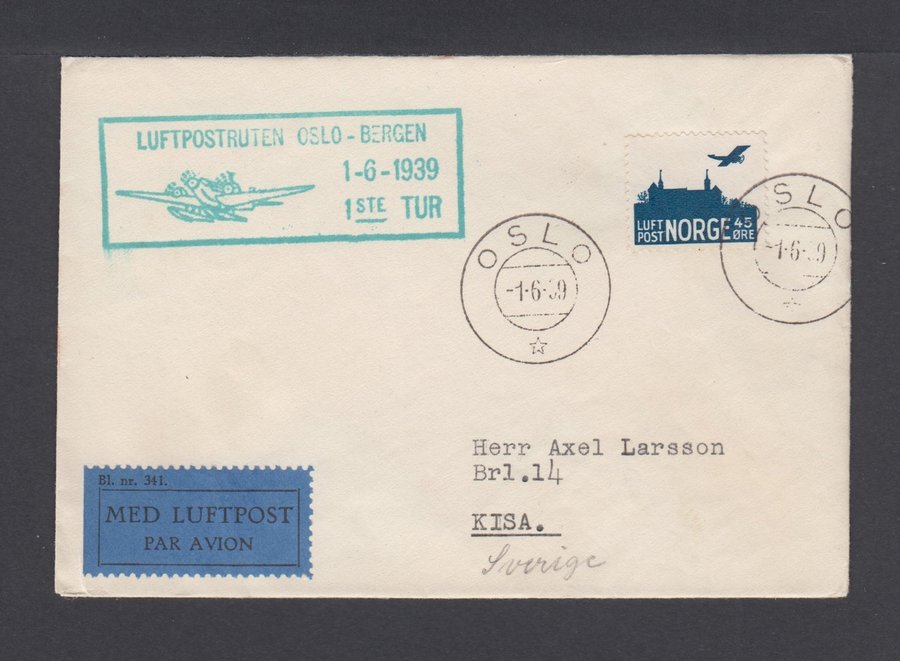 LUFTPOSTRUTEN OSLO-BERGEN
1-6-1939
1STE TUR
LUFT
POST NORGE 45
ØRE
OSLO
-1-6-39
OSLO
-1-6-39
Herr Axel Larsson
Brl.14
KISA.
Sverige
Bl. nr. 341.
MED LUFTPOST
PAR AVION